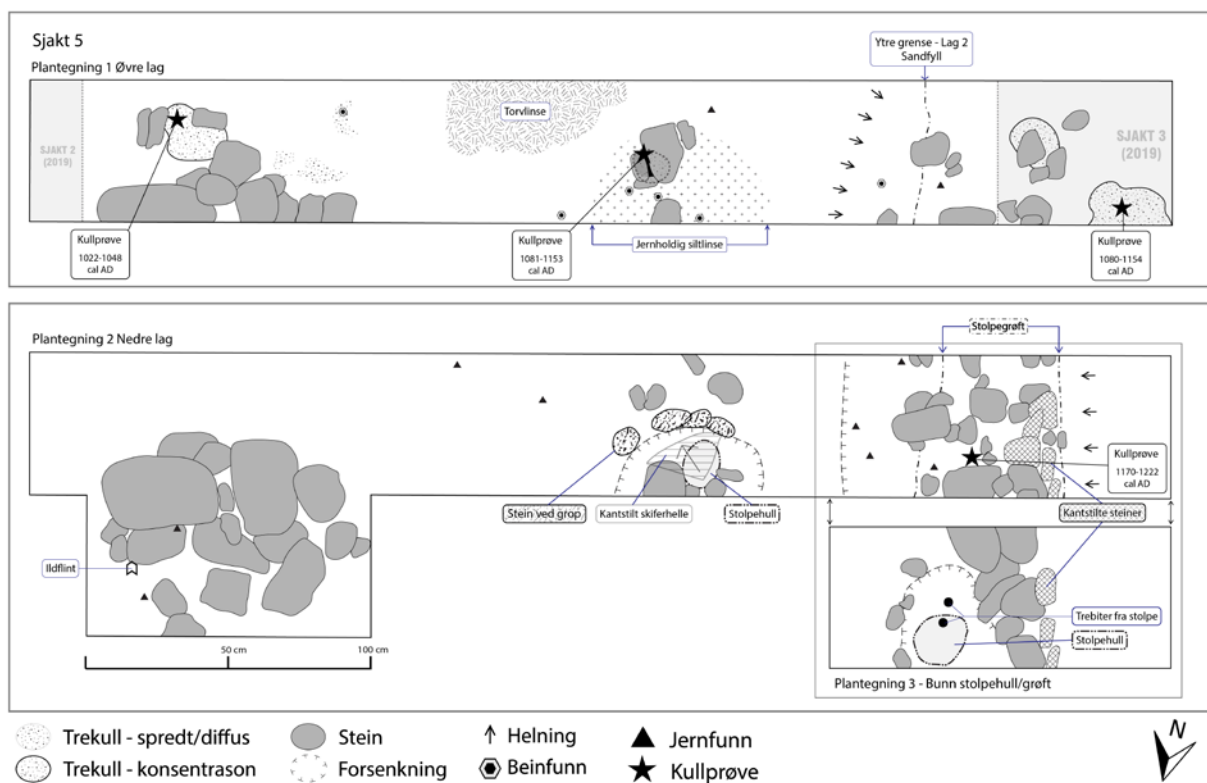 Sjakt 5
Plantegning 1 Øvre lag
Ytre grense - Lag 2
Sandfyll
Torvlinse
SJAKT 2
(2019)
SJAKT 3
(2019)
Kullprøve
1022-1048
cal AD
Kullprøve
1081-1153
cal AD
Jernholdig siltlinse
Kullprøve
1080-1154
cal AD
Plantegning 2 Nedre lag
Stolpegrøft
Kullprøve
1170-1222
cal AD
Stein ved grop
Kantstilt skiferhelle
Stolpehull
Kantstilte steiner
Ildflint
Trebiter fra stolpe
Stolpehull
50 cm
100 cm
Plantegning 3 - Bunn stolpehull/grøft
Trekull - spredt/diffus
Stein
Helning
Jernfunn
Trekull - konsentrason
Forsenkning
Beinfunn
Kullprøve
N